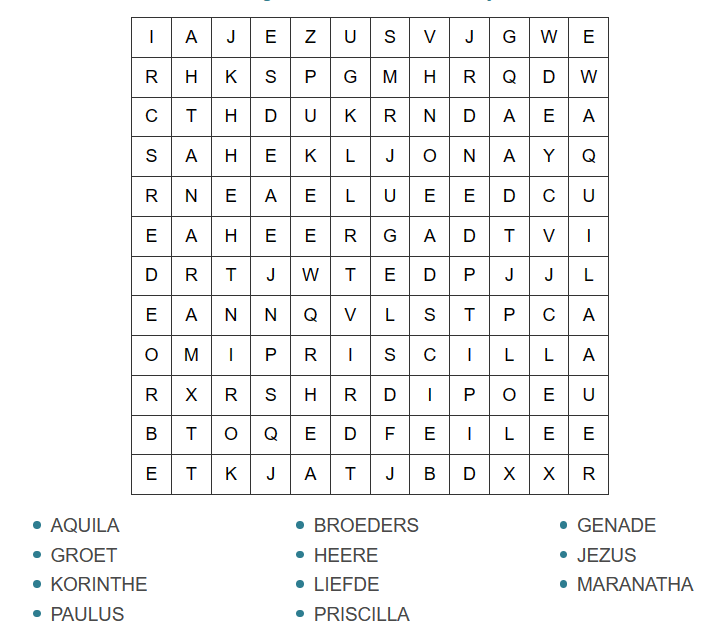 I A J E Z U S V J G W E
R H K S P G M H R Q D W
C T H D U K R N D A E A
S A H E K L J O N A Y Q
R N E A E L U E E D C U
E A H E E R G A D T V I
D R T J W T E D P J J L
E A N N Q V L S T P C A
O M I P R I S C I L L A
R X R S H R D I P O E U
B T O Q E D F E I L E E
E T K J A T J B D X X R
AQUILA BROEDERS GENADE
GROET HEERE JEZUS
KORINTHE LIEFDE MARANATHA
PAULUS PRISCILLA